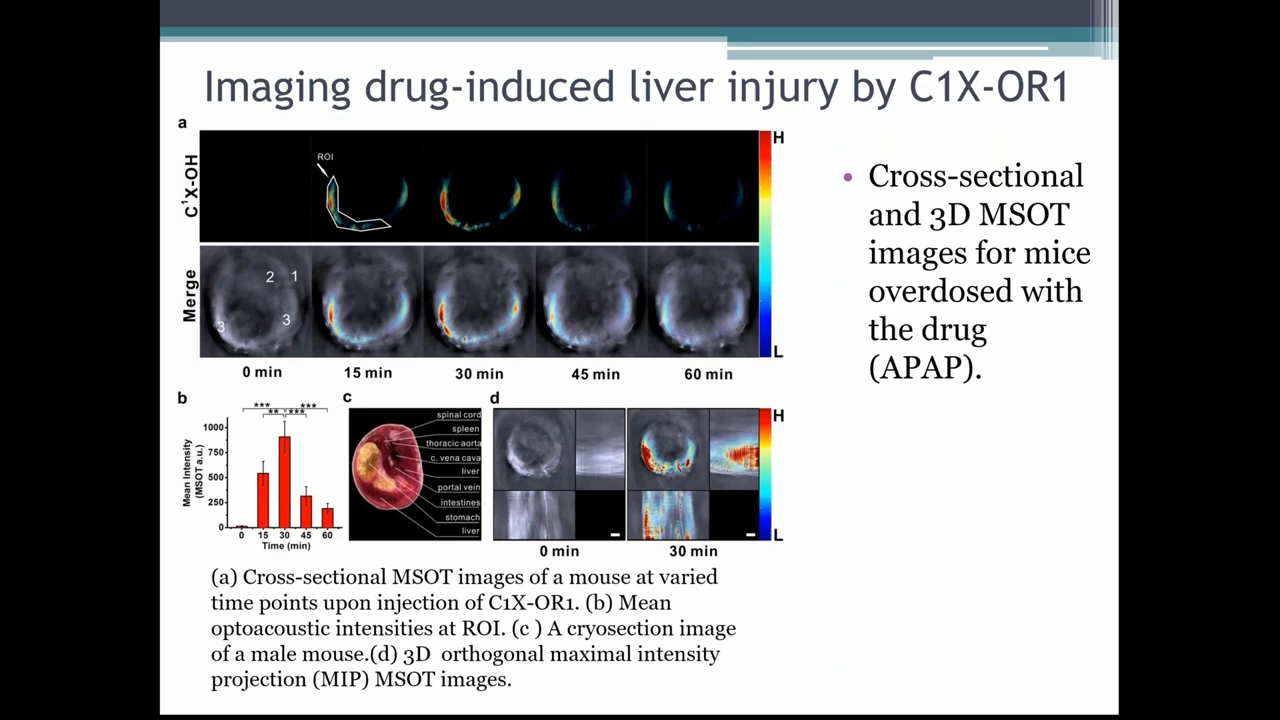 Imaging drug-induced liver injury by C1X-OR1
a
H
C¹X-OH
ROI
Merge
2 1
3 3
L
0 min 15 min 30 min 45 min 60 min
b
*** ***
** ***
Mean Intensity
(MSOT a.u.)
1000
750
500
250
0
0 15 30 45 60
Time (min)
c
spinal cord
spleen
thoracic aorta
c. vena cava
liver
portal vein
intestines
stomach
liver
d
H
L
0 min 30 min
(a) Cross-sectional MSOT images of a mouse at varied
time points upon injection of C1X-OR1. (b) Mean
optoacoustic intensities at ROI. (c ) A cryosection image
of a male mouse.(d) 3D orthogonal maximal intensity
projection (MIP) MSOT images.
• Cross-sectional
and 3D MSOT
images for mice
overdosed with
the drug
(APAP).